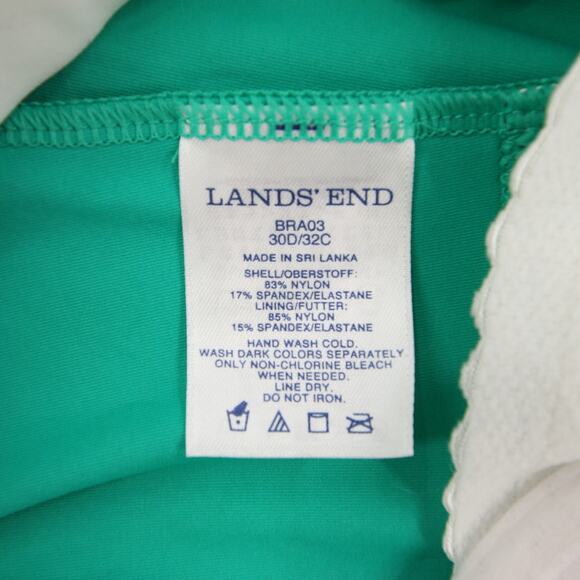 LANDS' END
BRA03
30D/32C
MADE IN SRI LANKA
SHELL/OBERSTOFF:
83% NYLON
17% SPANDEX/ELASTANE
LINING/FUTTER:
85% NYLON
15% SPANDEX/ELASTANE
HAND WASH COLD.
WASH DARK COLORS SEPARATELY
ONLY NON-CHLORINE BLEACH
WHEN NEEDED.
LINE DRY.
DO NOT IRON.